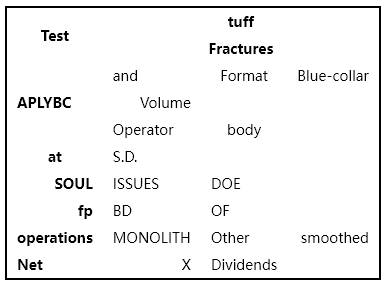 tuff
Test
Fractures
and Format Blue-collar
APLYBC Volume
Operator body
at S.D.
SOUL ISSUES DOE
fp BD OF
operations MONOLITH Other smoothed
Net X Dividends